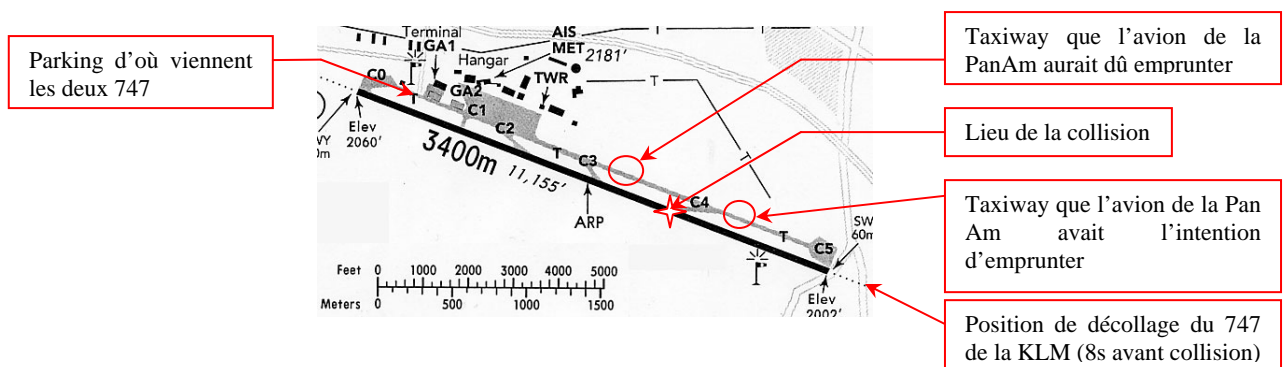 Parking d’où viennent
les deux 747
Taxiway que l’avion de la
PanAm aurait dû emprunter
Lieu de la collision
Taxiway que l’avion de la Pan
Am avait l’intention
d’emprunter
Position de décollage du 747
de la KLM (8s avant collision)
Terminal
GA1
AIS
MET
2181’
Hangar
TWR
C0
T
GA2
C1
C2
T
C3
T
T
T
T
C4
T
C5
Elev
2060’
WY
0m
3400m
11,155’
ARP
SW
60m
Elev
2002’
Feet 0 1000 2000 3000 4000 5000
Meters 0 500 1000 1500